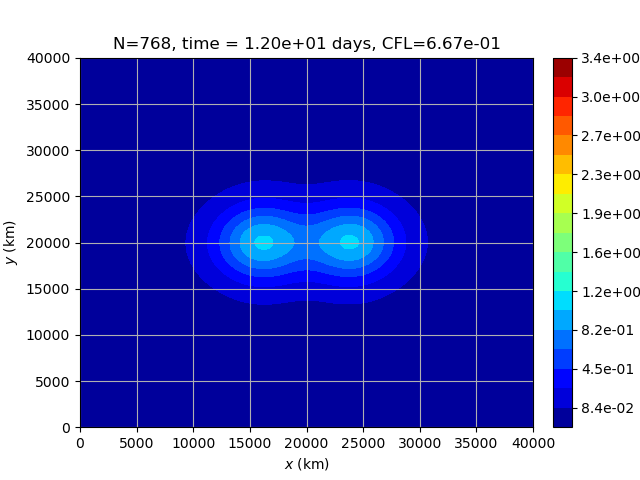 N=768, time = 1.20e+01 days, CFL=6.67e-01
40000
35000
30000
25000
20000
15000
10000
5000
0
y (km)
0 5000 10000 15000 20000 25000 30000 35000 40000
x (km)
3.4e+00
3.0e+00
2.7e+00
2.3e+00
1.9e+00
1.6e+00
1.2e+00
8.2e-01
4.5e-01
8.4e-02